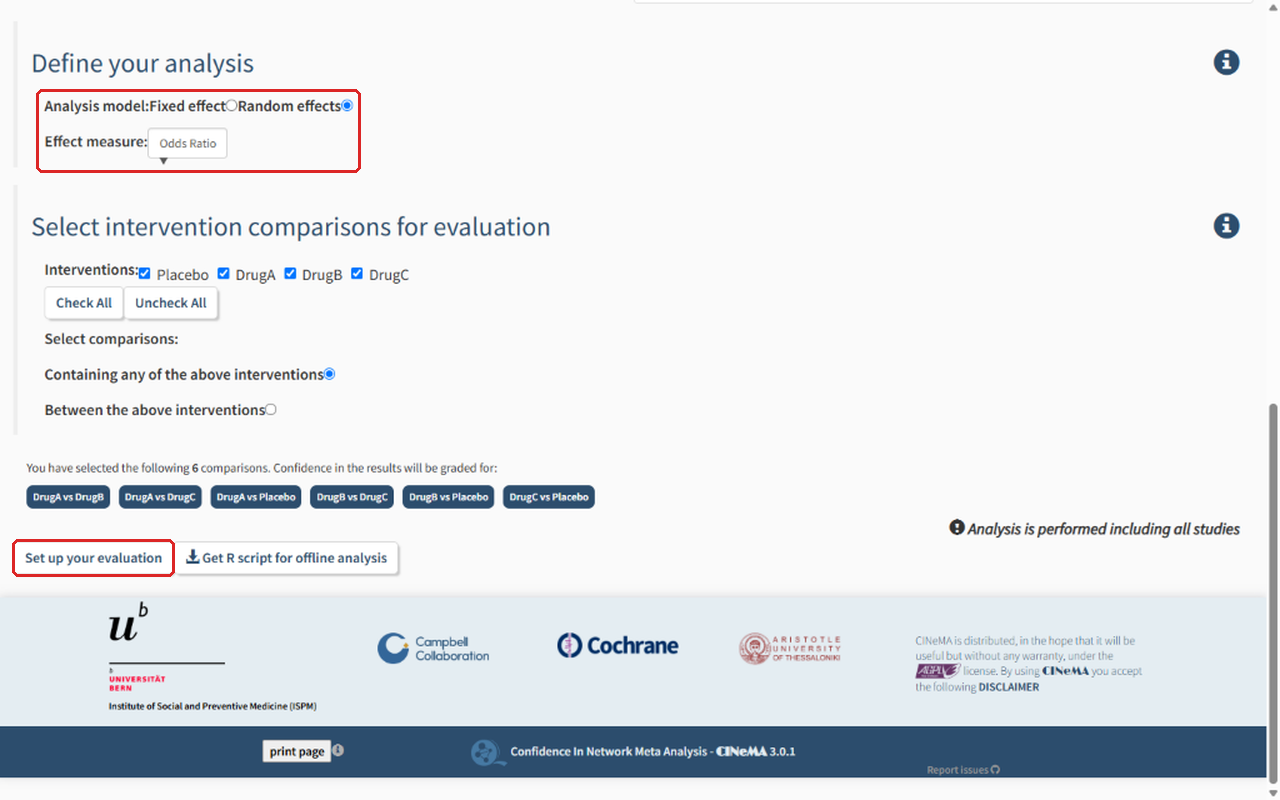 Define your analysis
Analysis model:Fixed effect Random effects
Effect measure: Odds Ratio
Select intervention comparisons for evaluation
Interventions: Placebo DrugA DrugB DrugC
Check All Uncheck All
Select comparisons:
Containing any of the above interventions
Between the above interventions
You have selected the following 6 comparisons. Confidence in the results will be graded for:
DrugA vs DrugB DrugA vs DrugC DrugA vs Placebo DrugB vs DrugC DrugB vs Placebo DrugC vs Placebo
Analysis is performed including all studies
Set up your evaluation Get R script for offline analysis
u b
b
UNIVERSITÄT
BERN
Institute of Social and Preventive Medicine (ISPM)
Campbell
Collaboration
Cochrane
ARISTOTLE
UNIVERSITY
OF THESSALONIKI
CINeMA is distributed, in the hope that it will be
useful but without any warranty, under the
AGPL license. By using CINeMA you accept
the following DISCLAIMER
print page
Confidence In Network Meta Analysis - CINeMA 3.0.1
Report issues